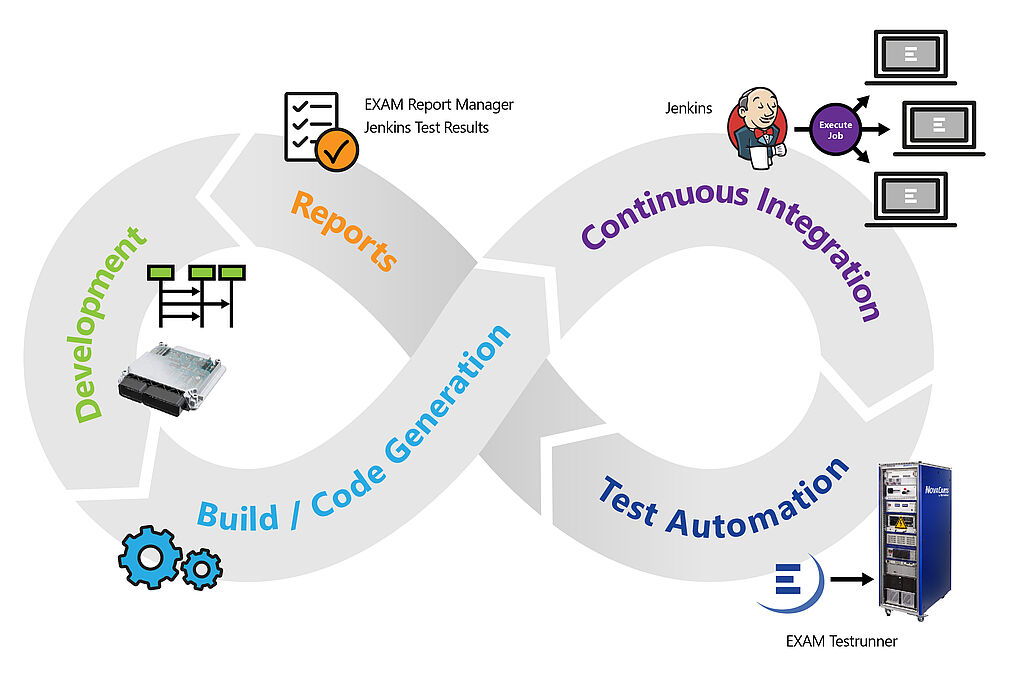 EXAM Report Manager
Jenkins Test Results
Reports
Development
Build / Code Generation
Jenkins
Execute
Job
Continuous Integration
Test Automation
NovaCarts
EXAM Testrunner